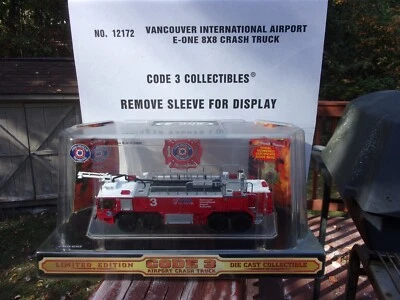 NO. 12172 VANCOUVER INTERNATIONAL AIRPORT
E-ONE 8X8 CRASH TRUCK
CODE 3 COLLECTIBLES®
REMOVE SLEEVE FOR DISPLAY
3
LIMITED EDITION CODE 3 DIE CAST COLLECTIBLE
AIRPORT CRASH TRUCK